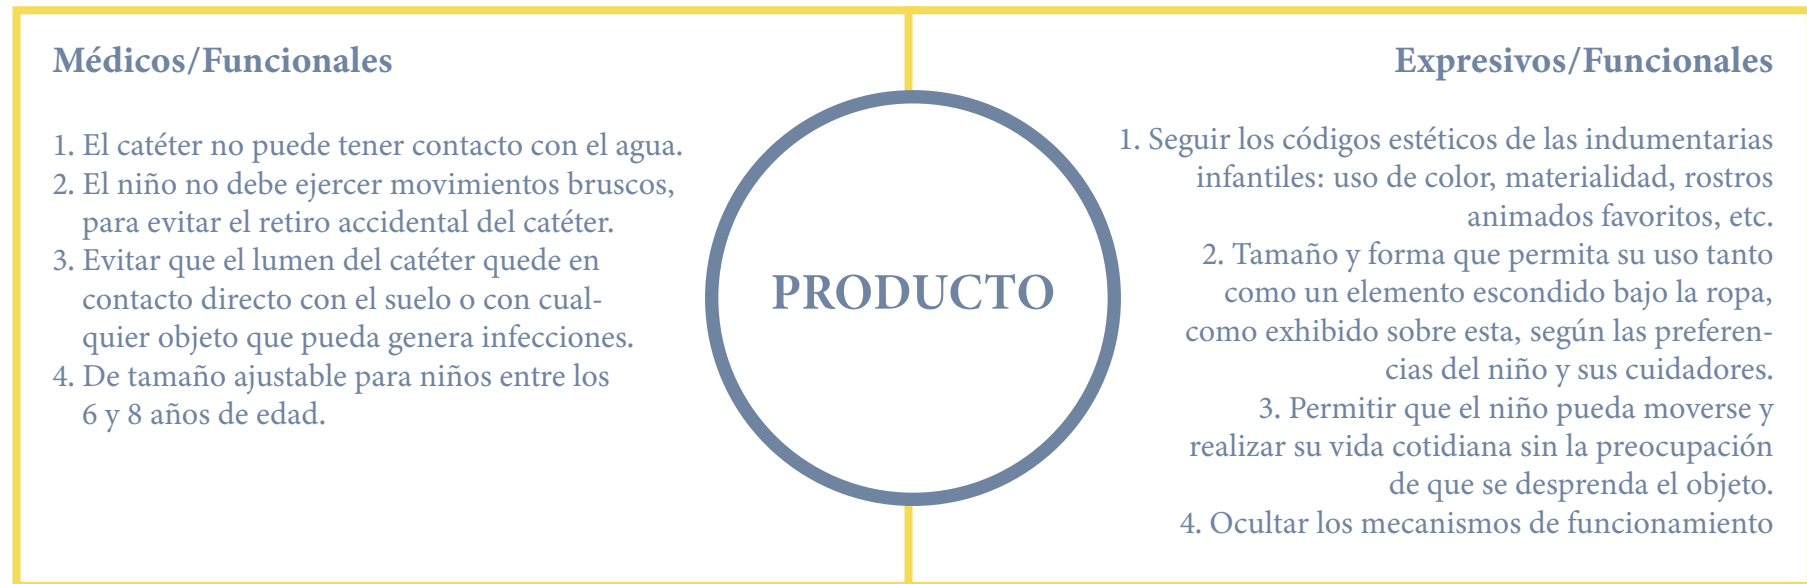 Médicos/Funcionales
1. El catéter no puede tener contacto con el agua.
2. El niño no debe ejercer movimientos bruscos,
para evitar el retiro accidental del catéter.
3. Evitar que el lumen del catéter quede en
contacto directo con el suelo o con cual-
quier objeto que pueda genera infecciones.
4. De tamaño ajustable para niños entre los
6 y 8 años de edad.
PRODUCTO
Expresivos/Funcionales
1. Seguir los códigos estéticos de las indumentarias
infantiles: uso de color, materialidad, rostros
animados favoritos, etc.
2. Tamaño y forma que permita su uso tanto
como un elemento escondido bajo la ropa,
como exhibido sobre esta, según las preferen-
cias del niño y sus cuidadores.
3. Permitir que el niño pueda moverse y
realizar su vida cotidiana sin la preocupación
de que se desprenda el objeto.
4. Ocultar los mecanismos de funcionamiento